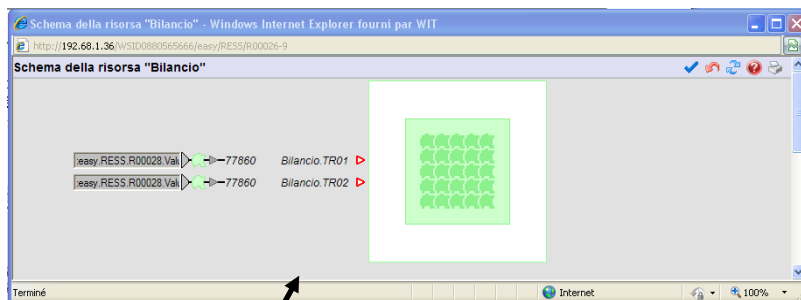 Schema della risorsa "Bilancio" - Windows Internet Explorer fourni par WIT
http://192.68.1.36/WSID0880565666/easy/RESS/R00026-9
Schema della risorsa "Bilancio"
:easy.RESS.R00028.Val 77860 Bilancio.TR01
:easy.RESS.R00028.Val 77860 Bilancio.TR02
Terminé Internet 100%